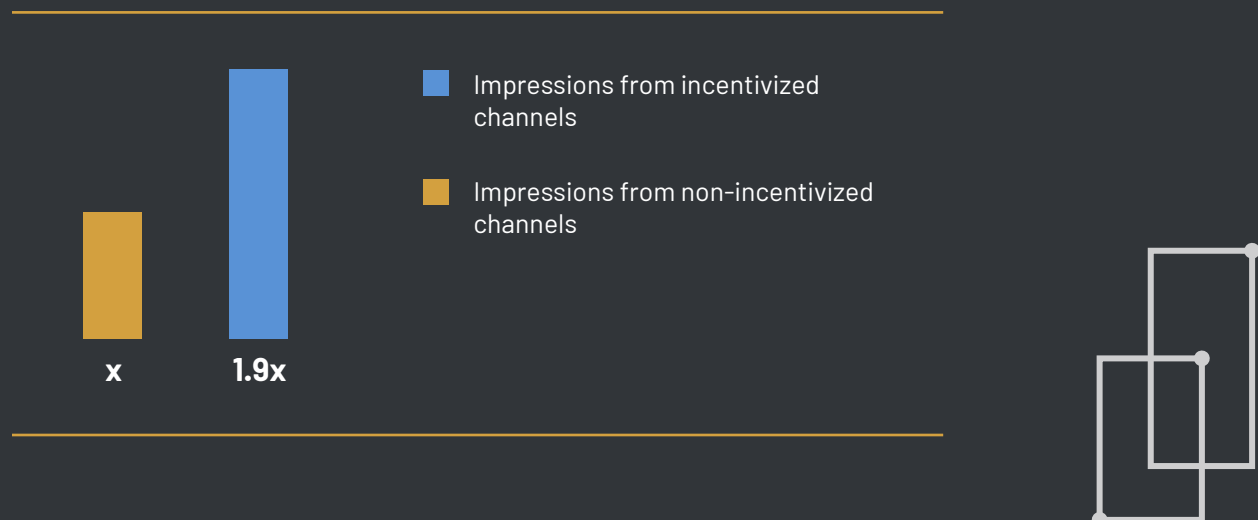 Impressions from incentivized
channels
Impressions from non-incentivized
channels
x
1.9x